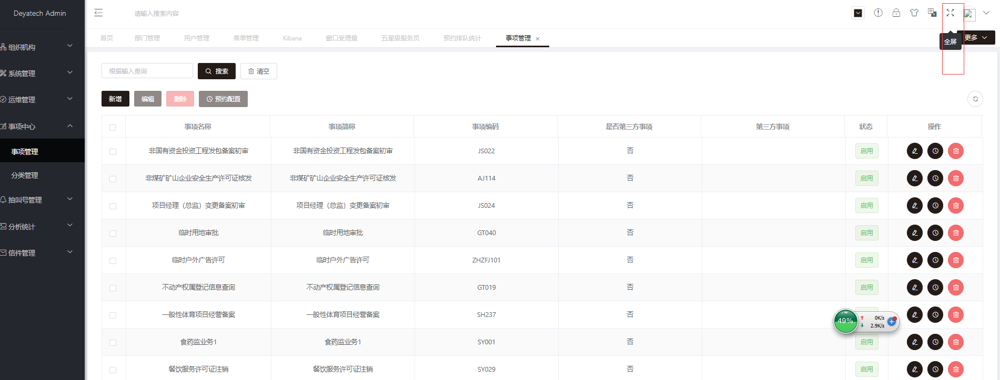 Deyatech Admin
请输入搜索内容
首页
部门管理
用户管理
菜单管理
Kibana
窗口受理量
五星级服务员
预约排队统计
事项管理
更多
全屏
组织机构
系统管理
运维管理
事项中心
事项管理
分类管理
抽叫号管理
分析统计
信件管理
根据输入查询
搜索
清空
新增
编辑
删除
预约配置
事项名称 事项简称 事项编码 是否第三方事项 第三方事项 状态 操作
非国有资金投资工程发包备案初审 非国有资金投资工程发包备案初审 JS022 否 启用
非煤矿矿山企业安全生产许可证核发 非煤矿矿山企业安全生产许可证核发 AJ114 否 启用
项目经理（总监）变更备案初审 项目经理（总监）变更备案初审 JS024 否 启用
临时用地审批 临时用地审批 GT040 否 启用
临时户外广告许可 临时户外广告许可 ZHZFJ101 否 启用
不动产权属登记信息查询 不动产权属登记信息查询 GT019 否 启用
一般性体育项目经营备案 一般性体育项目经营备案 SH237 否
49%
0K/s
2.9K/s
食药监业务1 食药监业务1 SY001 否 启用
餐饮服务许可证注销 餐饮服务许可证注销 SY029 否 启用